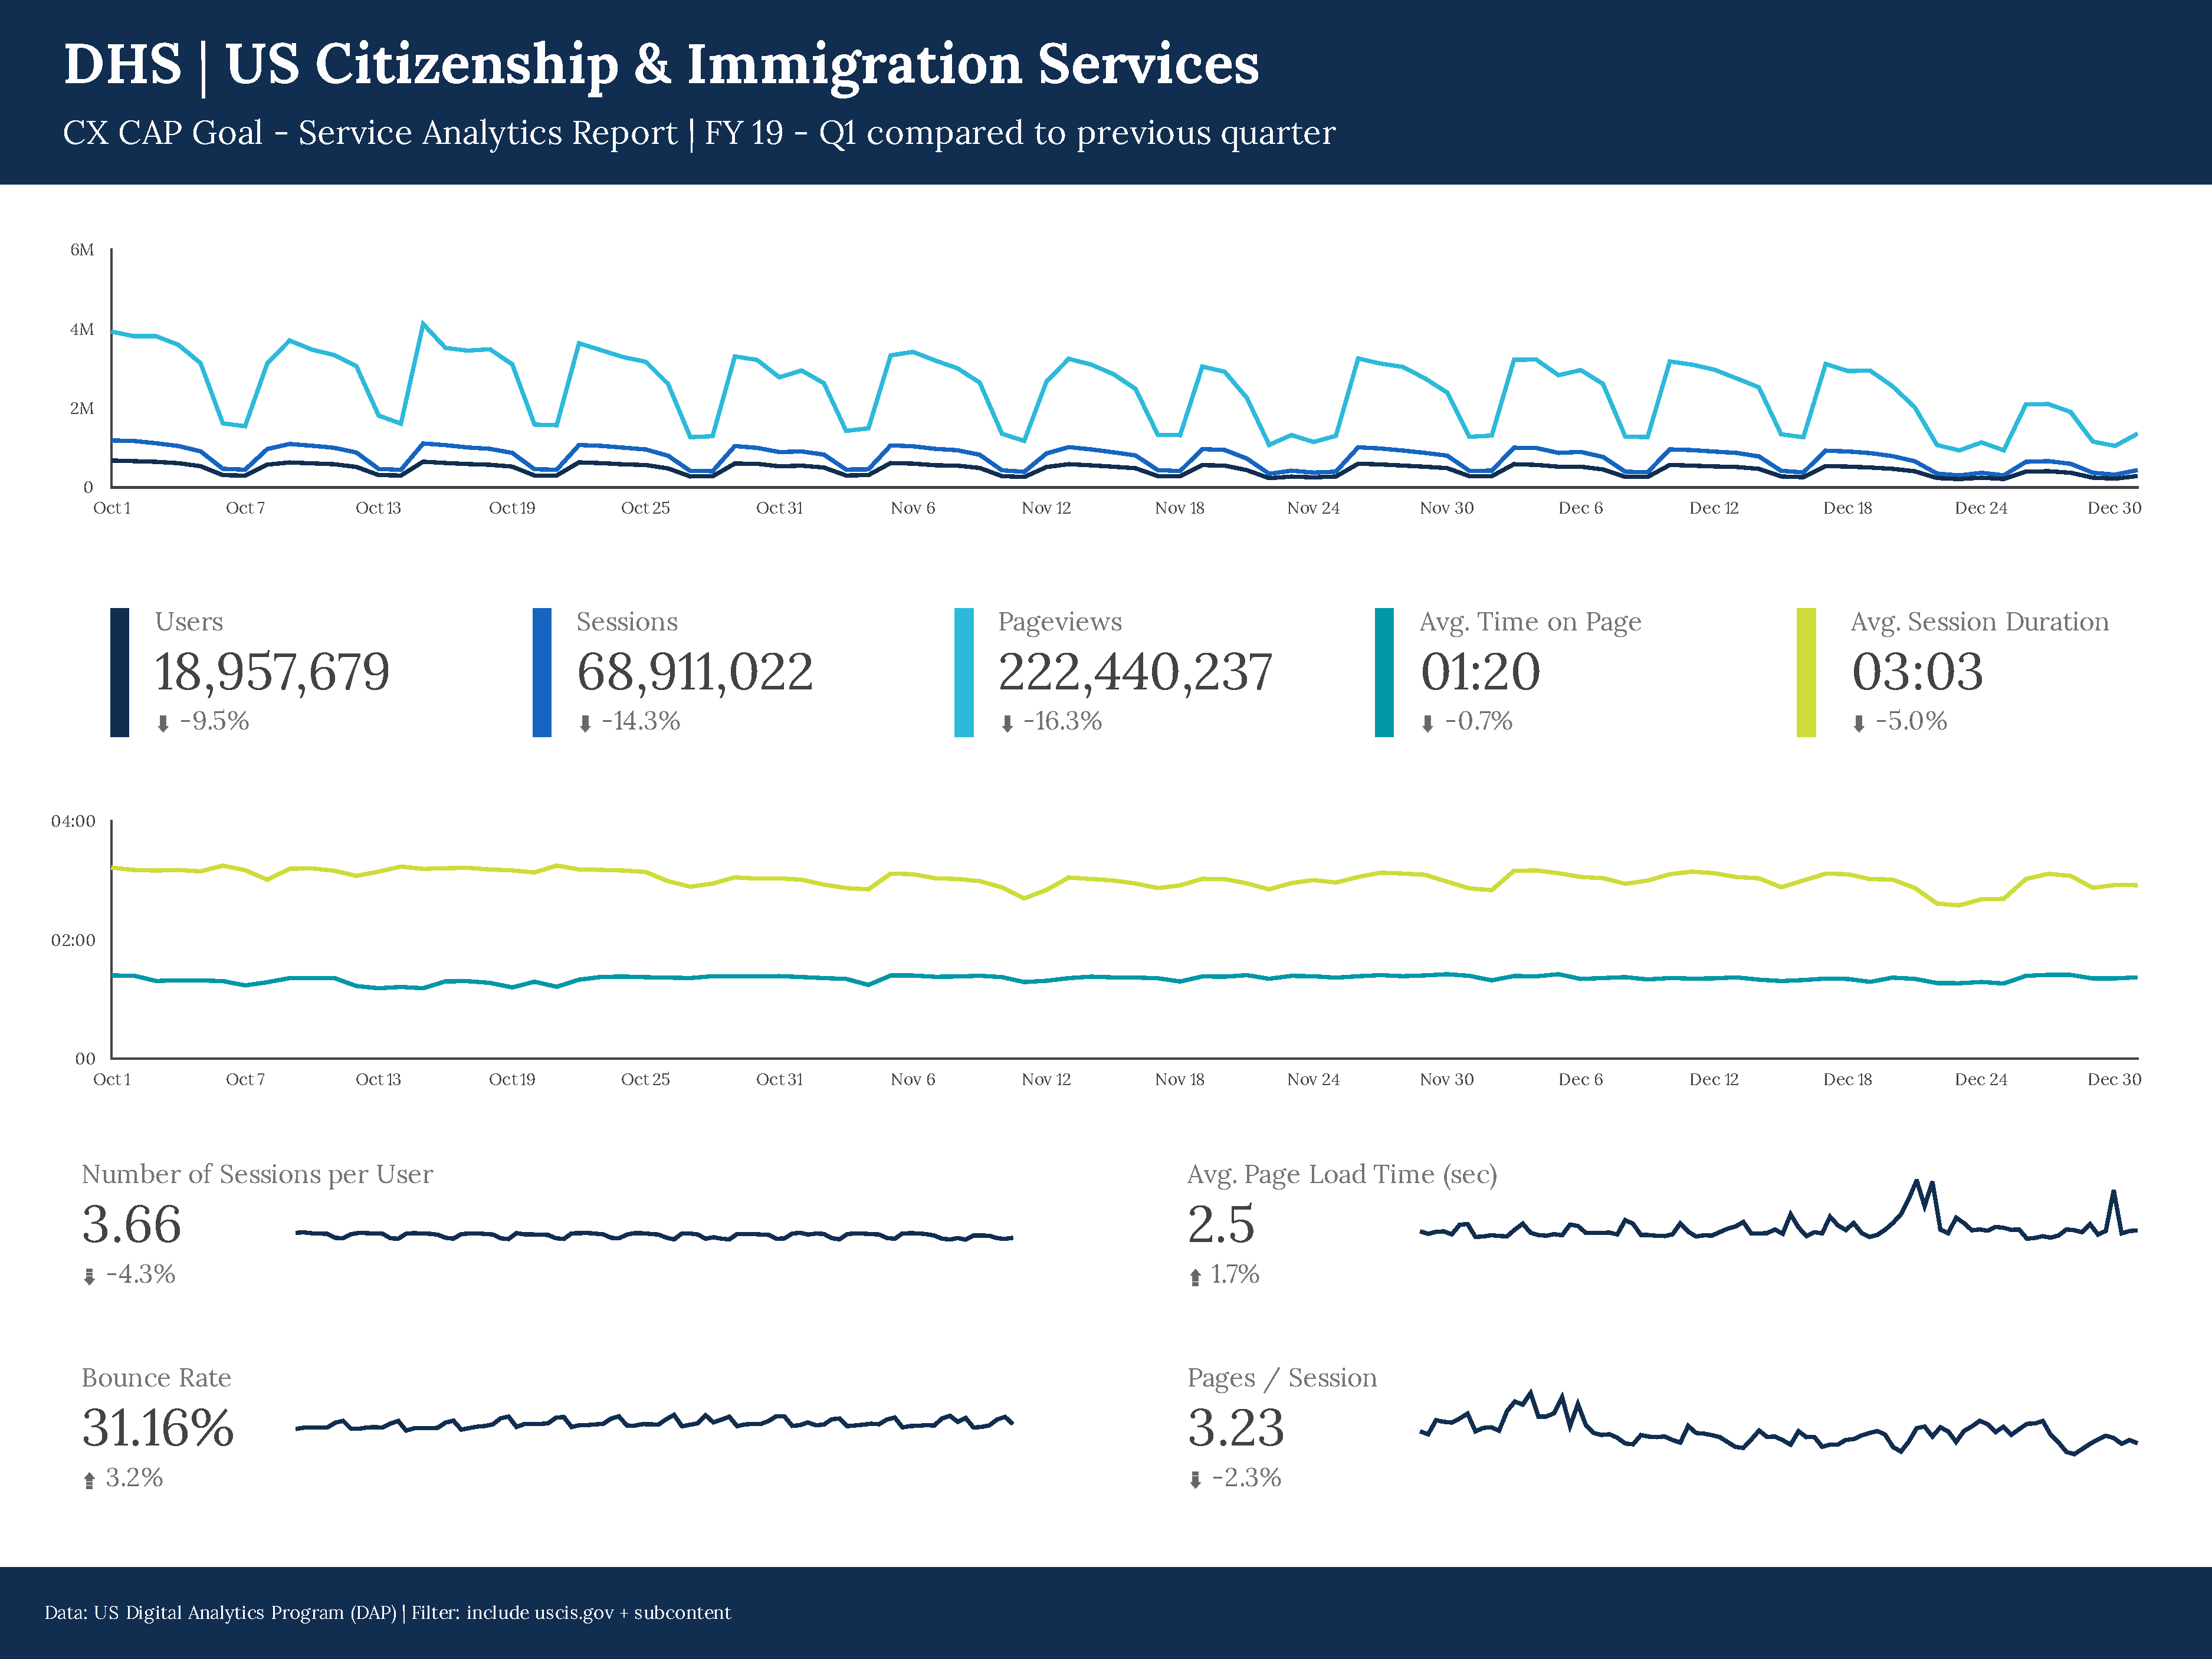 DHS | US Citizenship & Immigration Services
CX CAP Goal - Service Analytics Report | FY 19 - Q1 compared to previous quarter
6M
4M
2M
0
Oct 1 Oct 7 Oct 13 Oct 19 Oct 25 Oct 31 Nov 6 Nov 12 Nov 18 Nov 24 Nov 30 Dec 6 Dec 12 Dec 18 Dec 24 Dec 30
Users
18,957,679
-9.5%
Sessions
68,911,022
-14.3%
Pageviews
222,440,237
-16.3%
Avg. Time on Page
01:20
-0.7%
Avg. Session Duration
03:03
-5.0%
04:00
02:00
00
Oct 1 Oct 7 Oct 13 Oct 19 Oct 25 Oct 31 Nov 6 Nov 12 Nov 18 Nov 24 Nov 30 Dec 6 Dec 12 Dec 18 Dec 24 Dec 30
Number of Sessions per User
3.66
-4.3%
Avg. Page Load Time (sec)
2.5
1.7%
Bounce Rate
31.16%
3.2%
Pages / Session
3.23
-2.3%
Data: US Digital Analytics Program (DAP) | Filter: include uscis.gov + subcontent